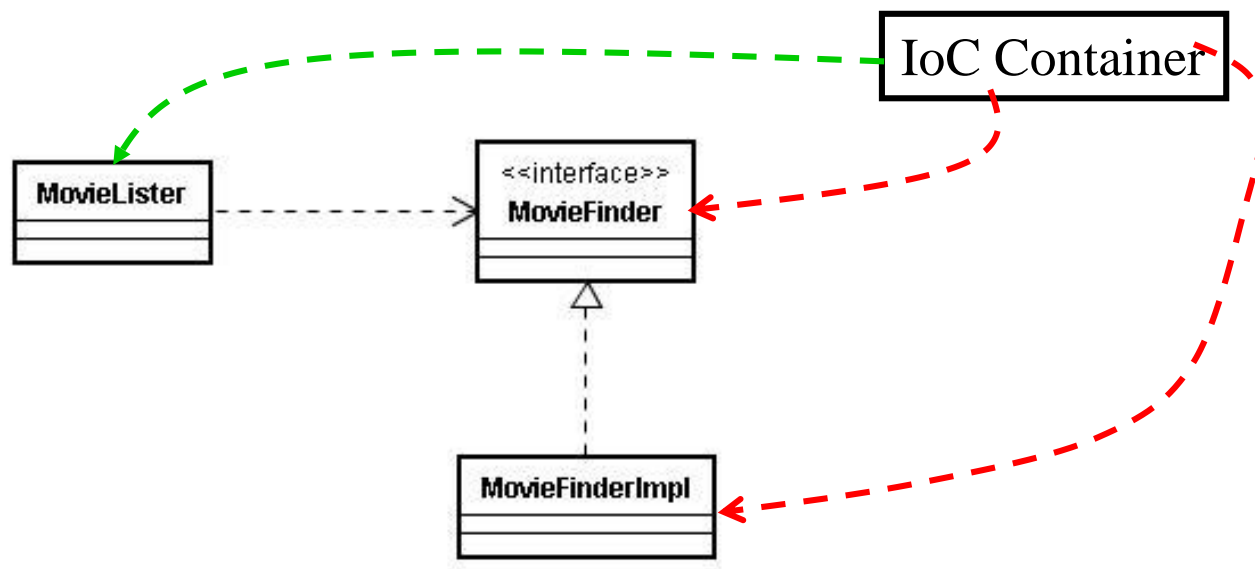 IoC Container
MovieLister
<<interface>>
MovieFinder
MovieFinderImpl